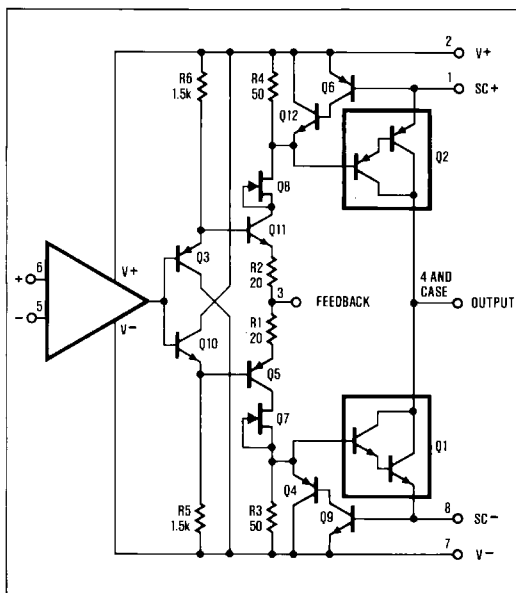 2 V+
R6
1.5k
R4
50
Q6
1 SC+
Q12
Q2
Q8
Q11
Q3
R2
20
+ 6
- 5
V+
V-
3 FEEDBACK
4 AND
CASE
OUTPUT
R1
20
Q10
Q5
Q7
Q1
Q4
Q9
R5
1.5k
R3
50
8 SC-
7 V-